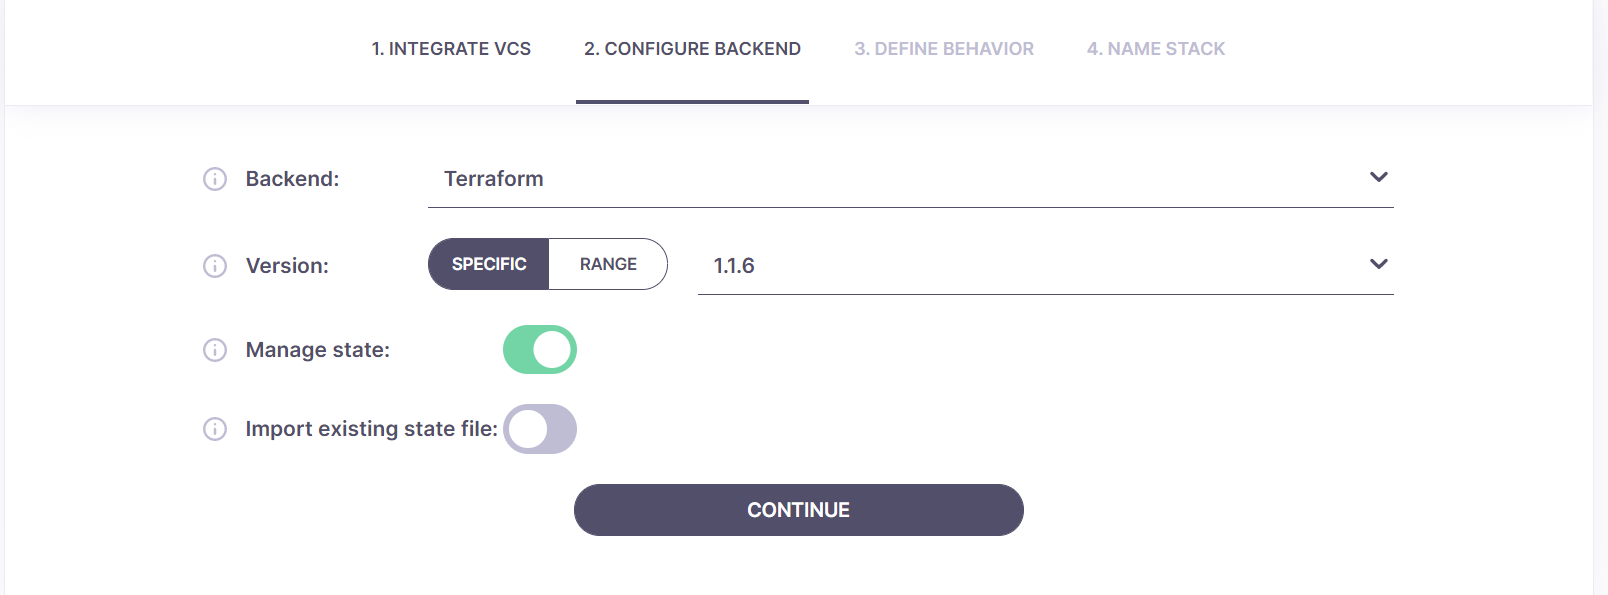 1. INTEGRATE VCS 2. CONFIGURE BACKEND 3. DEFINE BEHAVIOR 4. NAME STACK
Backend: Terraform
Version: SPECIFIC RANGE 1.1.6
Manage state:
Import existing state file:
CONTINUE